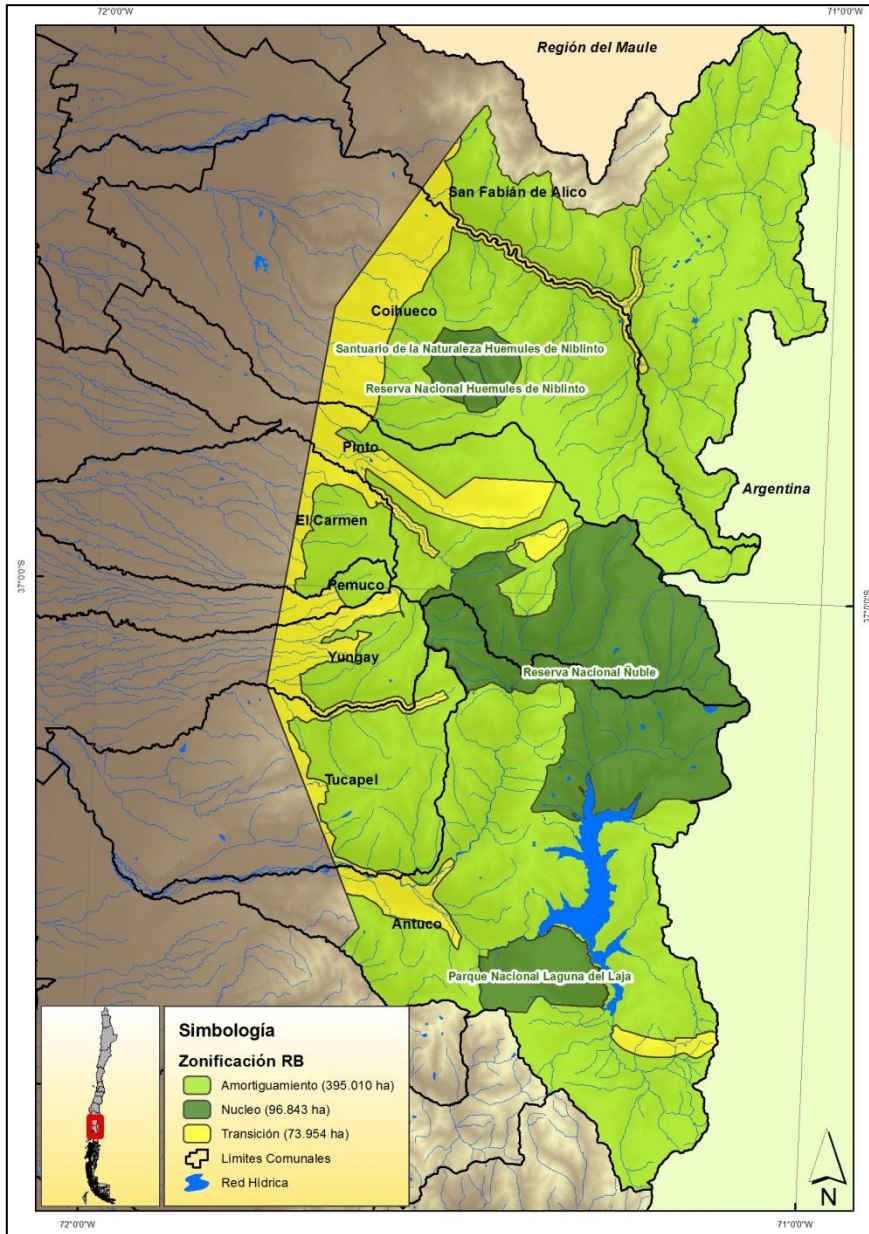 72°0'0"W
71°0'0"W
Región del Maule
San Fabián de Alico
Coihueco
Santuario de la Naturaleza Huemules de Niblinto
Reserva Nacional Huemules de Niblinto
Pinto
Argentina
El Carmen
37°0'0"S
Pemuco
37°0'0"S
Yungay
Reserva Nacional Ñuble
Tucapel
Antuco
Parque Nacional Laguna del Laja
Simbología
Zonificación RB
Amortiguamiento (395.010 ha)
Nucleo (96.843 ha)
Transición (73.954 ha)
Límites Comunales
Red Hídrica
N
72°0'0"W
71°0'0"W